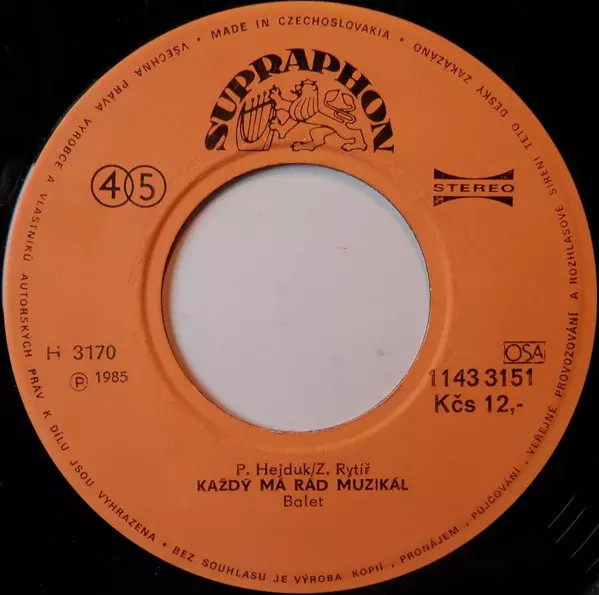 VŠECHNA PRÁVA VÝROBCE A VLASTNÍKŮ AUTORSKÝCH PRÁV K DÍLU JSOU VYHRAZENA • BEZ SOUHLASU JE VÝROBA KOPIÍ, PRONÁJEM, PŮJČOVÁNÍ, VEŘEJNÉ PROVOZOVÁNÍ A ROZHLASOVÉ ŠÍŘENÍ TÉTO DESKY ZAKÁZÁNO • MADE IN CZECHOSLOVAKIA •
SUPRAPHON
45
STEREO
H 3170
℗ 1985
OSA
1143 3151
Kčs 12,-
P. Hejduk/Z. Rytíř
KAŽDÝ MÁ RÁD MUZIKÁL
Balet